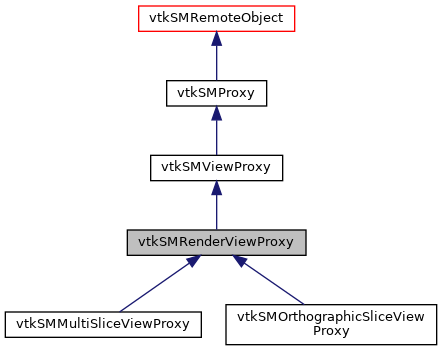 vtkSMRemoteObject
vtkSMProxy
vtkSMViewProxy
vtkSMRenderViewProxy
vtkSMMultiSliceViewProxy
vtkSMOrthographicSliceView
Proxy